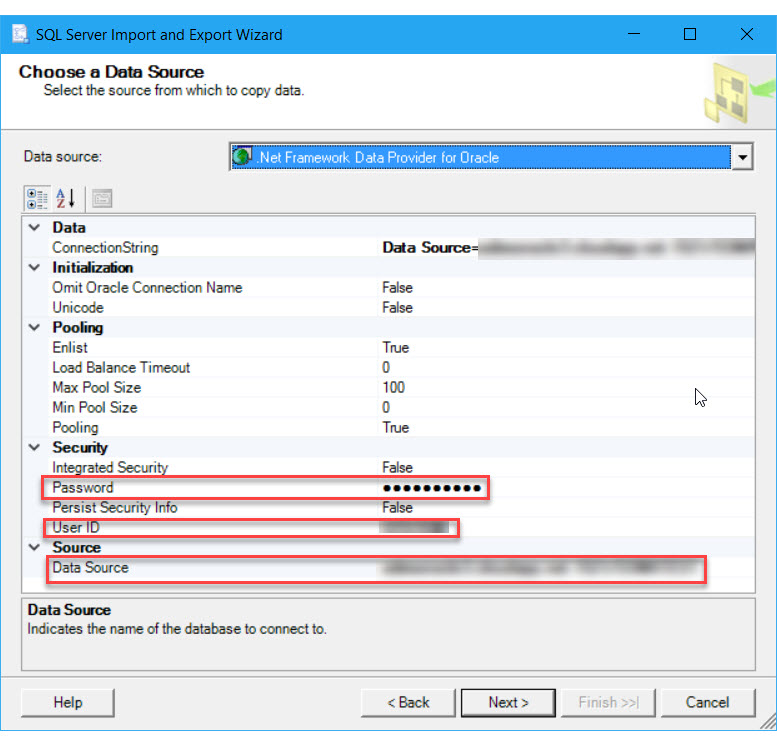 SQL Server Import and Export Wizard
Choose a Data Source
Select the source from which to copy data.
Data source: .Net Framework Data Provider for Oracle
Data
ConnectionString Data Source=
Initialization
Omit Oracle Connection Name False
Unicode False
Pooling
Enlist True
Load Balance Timeout 0
Max Pool Size 100
Min Pool Size 0
Pooling True
Security
Integrated Security False
Password ●●●●●●●●●●
Persist Security Info False
User ID
Source
Data Source
Data Source
Indicates the name of the database to connect to.
Help < Back Next > Finish >>| Cancel